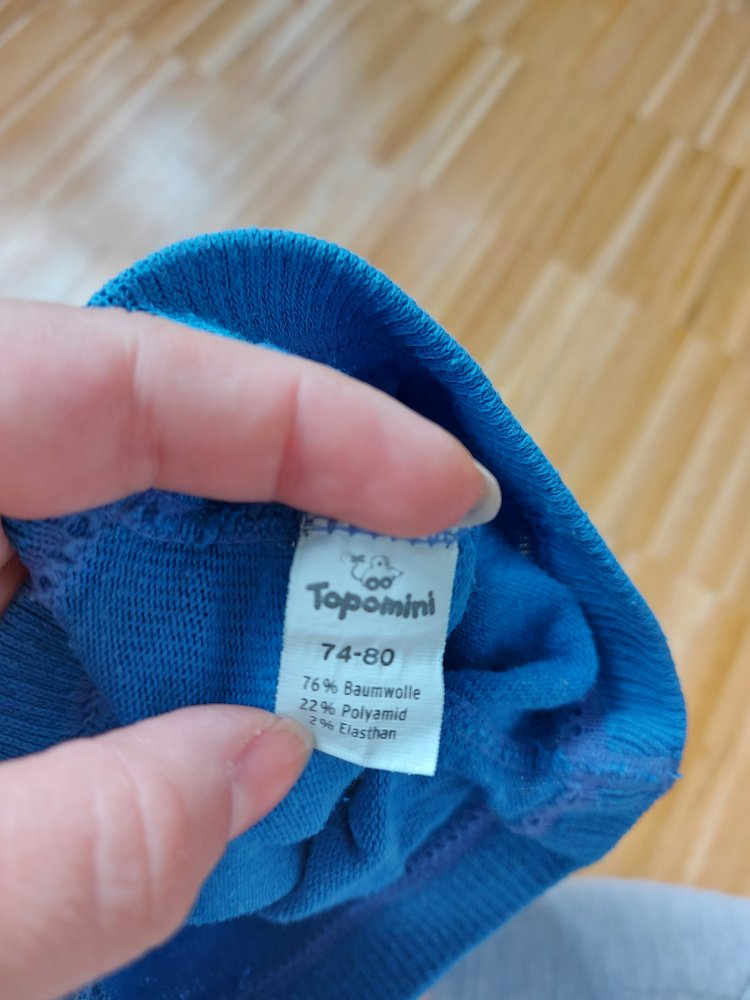 Topomini
74-80
76% Baumwolle
22% Polyamid
2% Elasthan